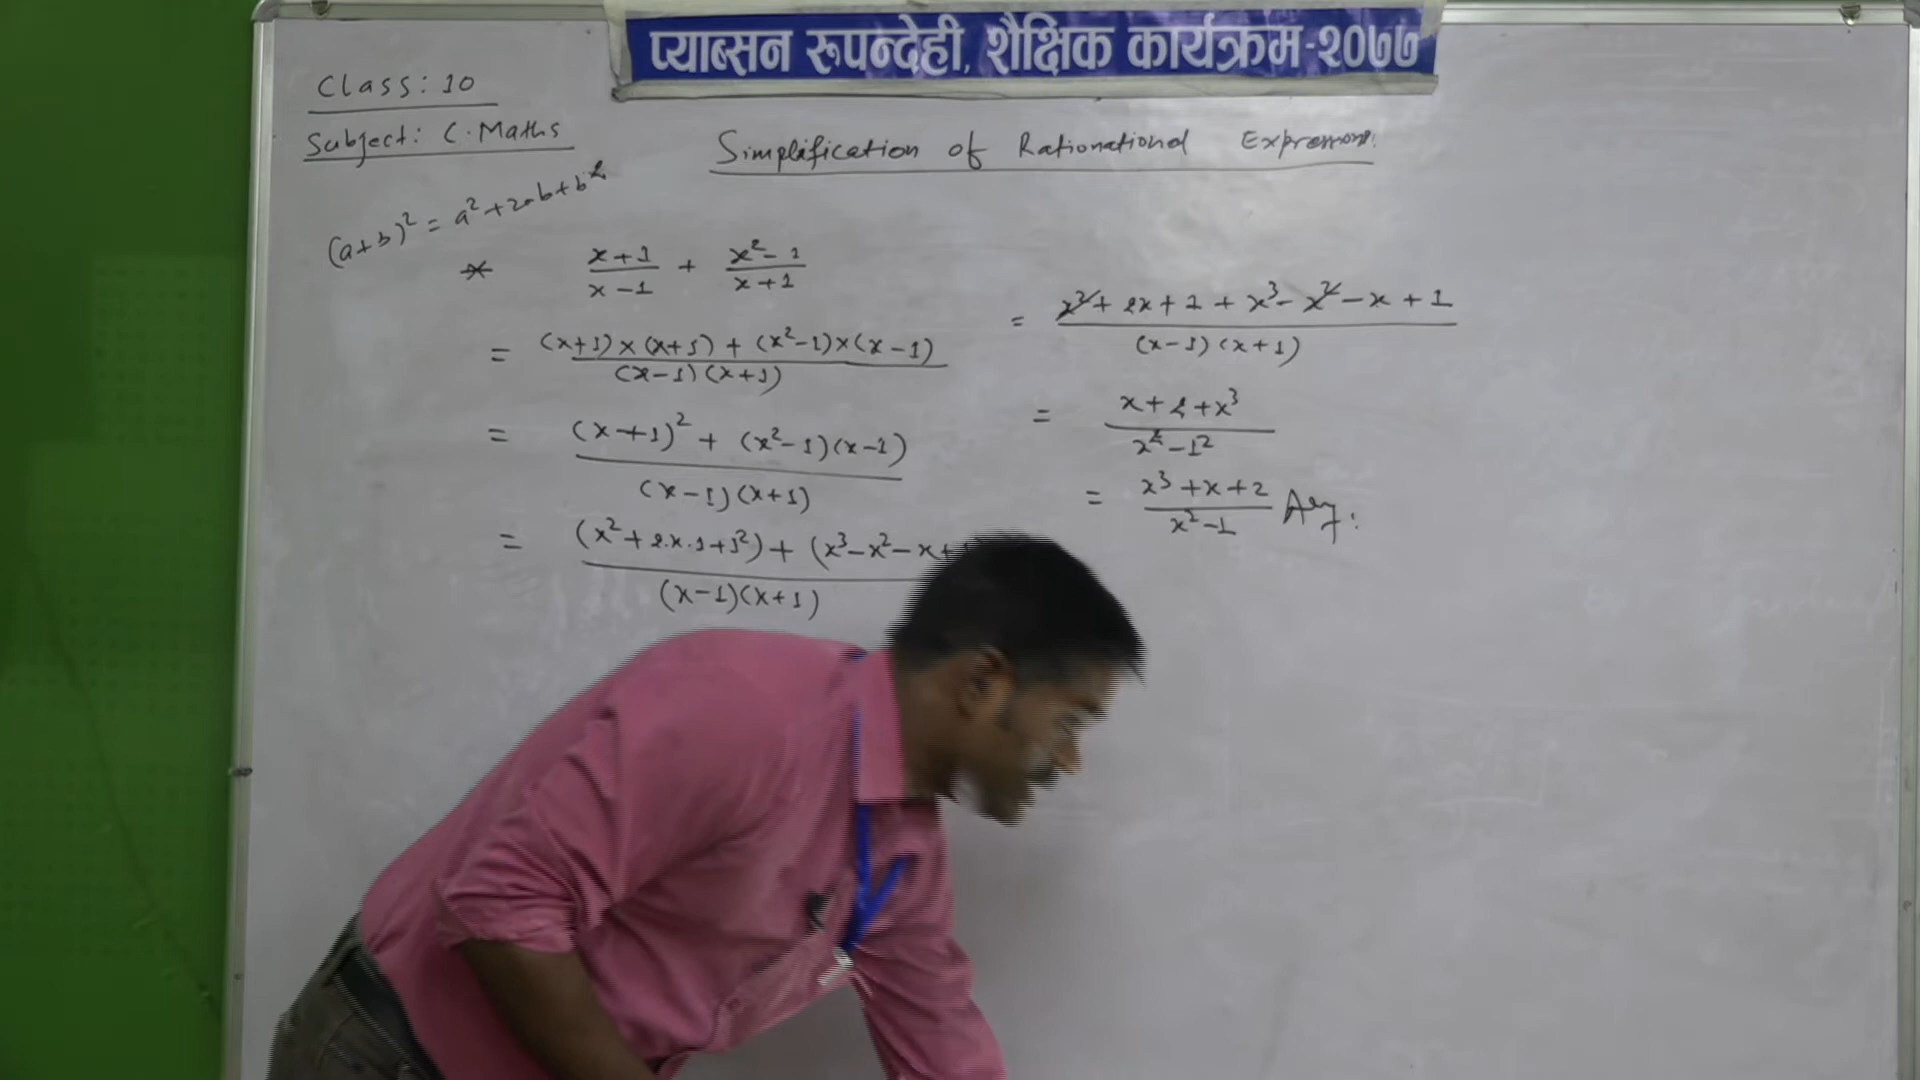 प्याब्सन रूपन्देही, शैक्षिक कार्यक्रम-२०७७
Class: 10
Subject: C. Maths
Simplification of Rationational Expressions:
(a+b)² = a² + 2ab + b²
* (x+1)/(x-1) + (x²-1)/(x+1)
= ((x+1)×(x+1) + (x²-1)×(x-1))/((x-1)(x+1))
= ((x+1)² + (x²-1)(x-1))/((x-1)(x+1))
= ((x²+2.x.1+1²) + (x³-x²-x+
/((x-1)(x+1))
= (x²+2x+1+x³-x²-x+1)/((x-1)(x+1))
= (x+2+x³)/(x²-1²)
= (x³+x+2)/(x²-1)